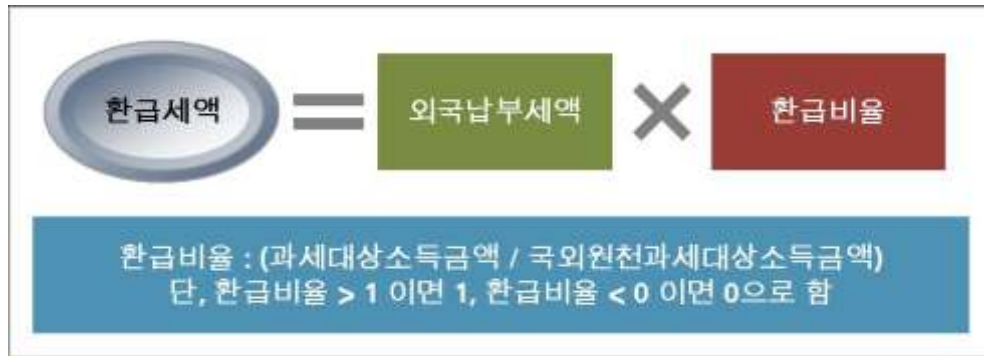 환급세액 = 외국납부세액 × 환급비율
환급비율 : (과세대상소득금액 / 국외원천과세대상소득금액)
단, 환급비율 > 1 이면 1, 환급비율 < 0 이면 0으로 함